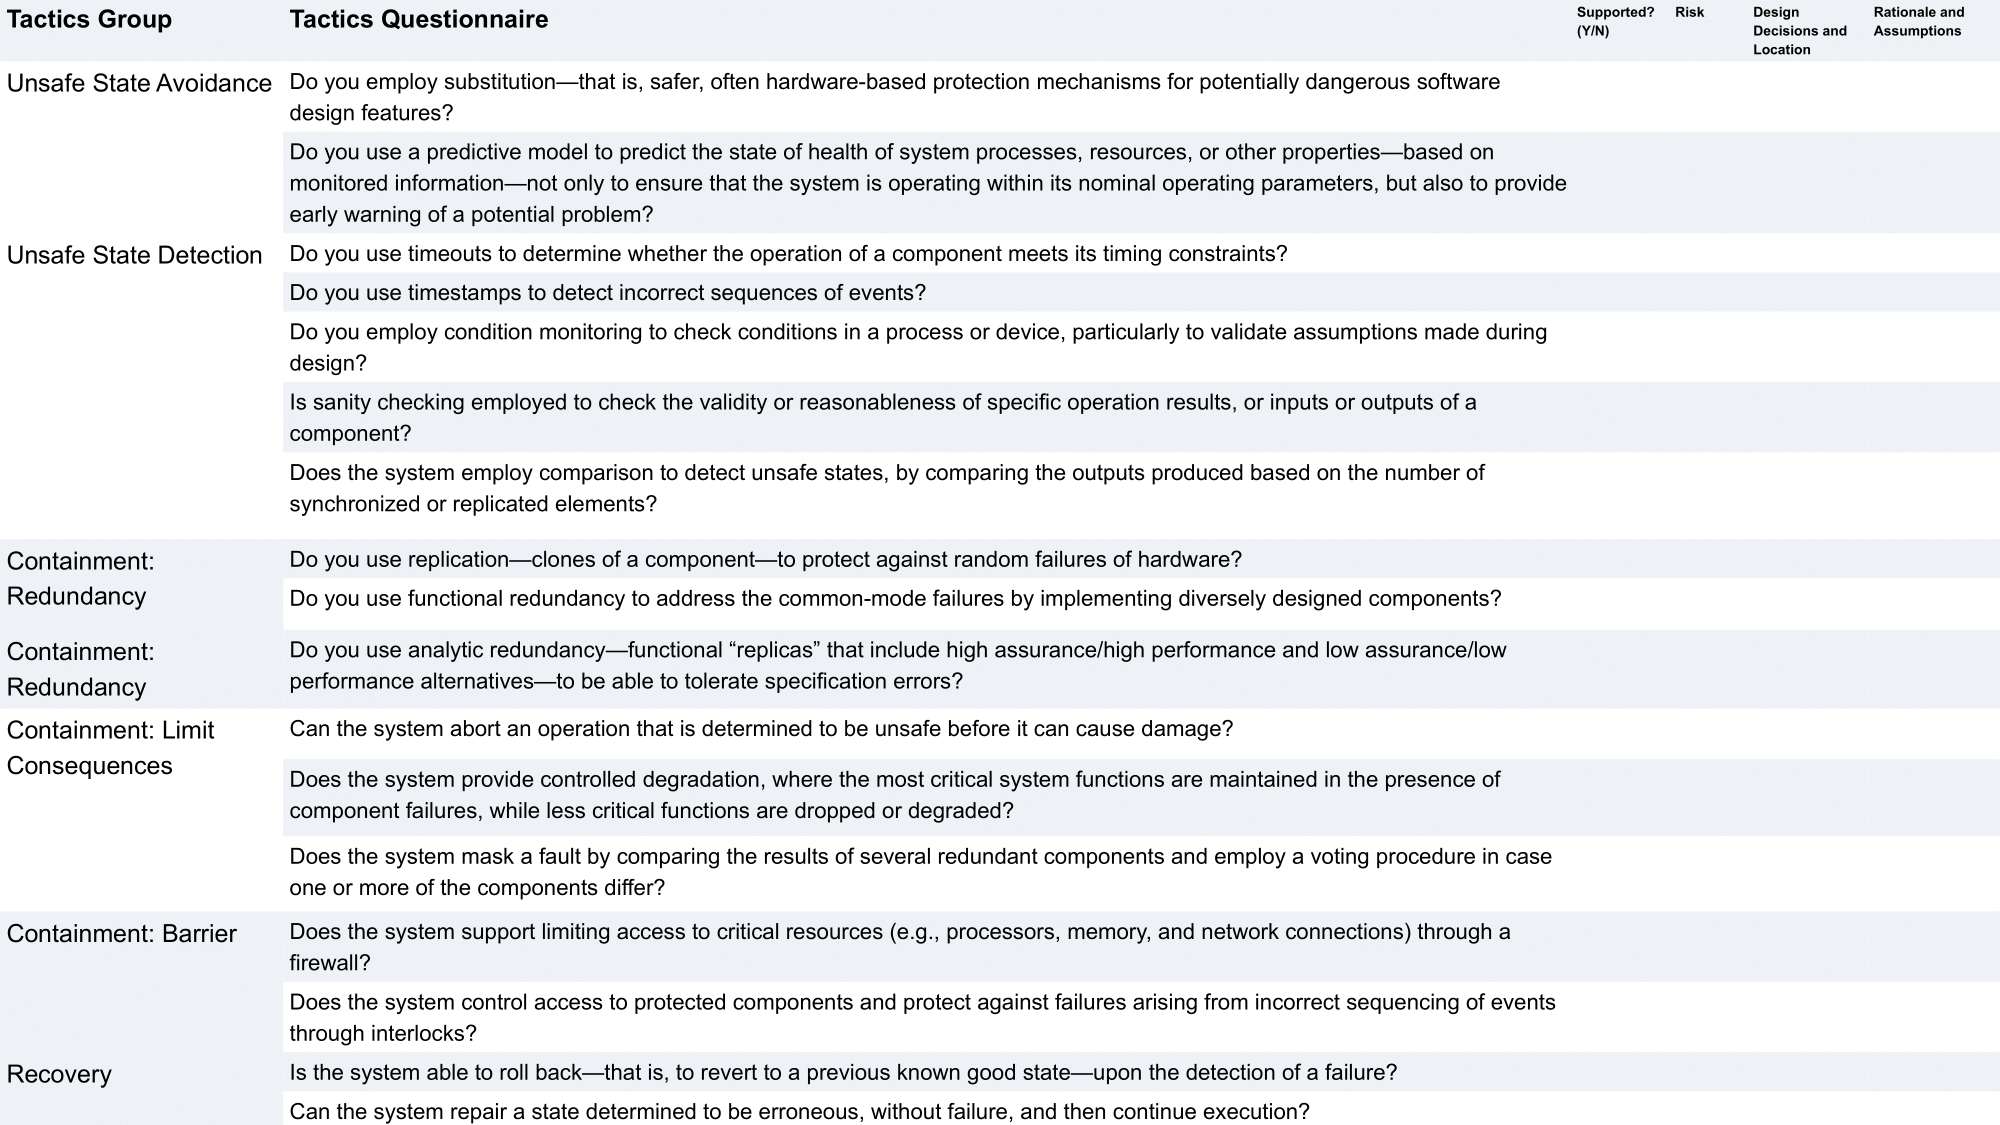 Tactics Group
Tactics Questionnaire
Supported?
(Y/N)
Risk
Design
Decisions and
Location
Rationale and
Assumptions
Unsafe State Avoidance
Do you employ substitution—that is, safer, often hardware-based protection mechanisms for potentially dangerous software
design features?
Do you use a predictive model to predict the state of health of system processes, resources, or other properties—based on
monitored information—not only to ensure that the system is operating within its nominal operating parameters, but also to provide
early warning of a potential problem?
Unsafe State Detection
Do you use timeouts to determine whether the operation of a component meets its timing constraints?
Do you use timestamps to detect incorrect sequences of events?
Do you employ condition monitoring to check conditions in a process or device, particularly to validate assumptions made during
design?
Is sanity checking employed to check the validity or reasonableness of specific operation results, or inputs or outputs of a
component?
Does the system employ comparison to detect unsafe states, by comparing the outputs produced based on the number of
synchronized or replicated elements?
Containment:
Redundancy
Do you use replication—clones of a component—to protect against random failures of hardware?
Do you use functional redundancy to address the common-mode failures by implementing diversely designed components?
Containment:
Redundancy
Do you use analytic redundancy—functional “replicas” that include high assurance/high performance and low assurance/low
performance alternatives—to be able to tolerate specification errors?
Containment: Limit
Consequences
Can the system abort an operation that is determined to be unsafe before it can cause damage?
Does the system provide controlled degradation, where the most critical system functions are maintained in the presence of
component failures, while less critical functions are dropped or degraded?
Does the system mask a fault by comparing the results of several redundant components and employ a voting procedure in case
one or more of the components differ?
Containment: Barrier
Does the system support limiting access to critical resources (e.g., processors, memory, and network connections) through a
firewall?
Does the system control access to protected components and protect against failures arising from incorrect sequencing of events
through interlocks?
Recovery
Is the system able to roll back—that is, to revert to a previous known good state—upon the detection of a failure?
Can the system repair a state determined to be erroneous, without failure, and then continue execution?